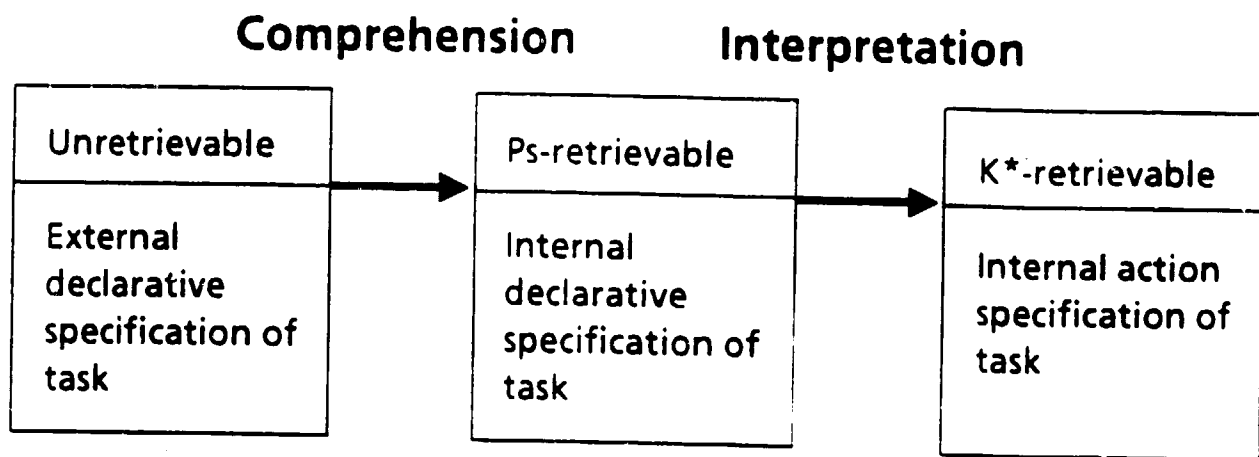 Comprehension
Interpretation
Unretrievable
External
declarative
specification of
task
Ps-retrievable
Internal
declarative
specification of
task
K*-retrievable
Internal action
specification of
task